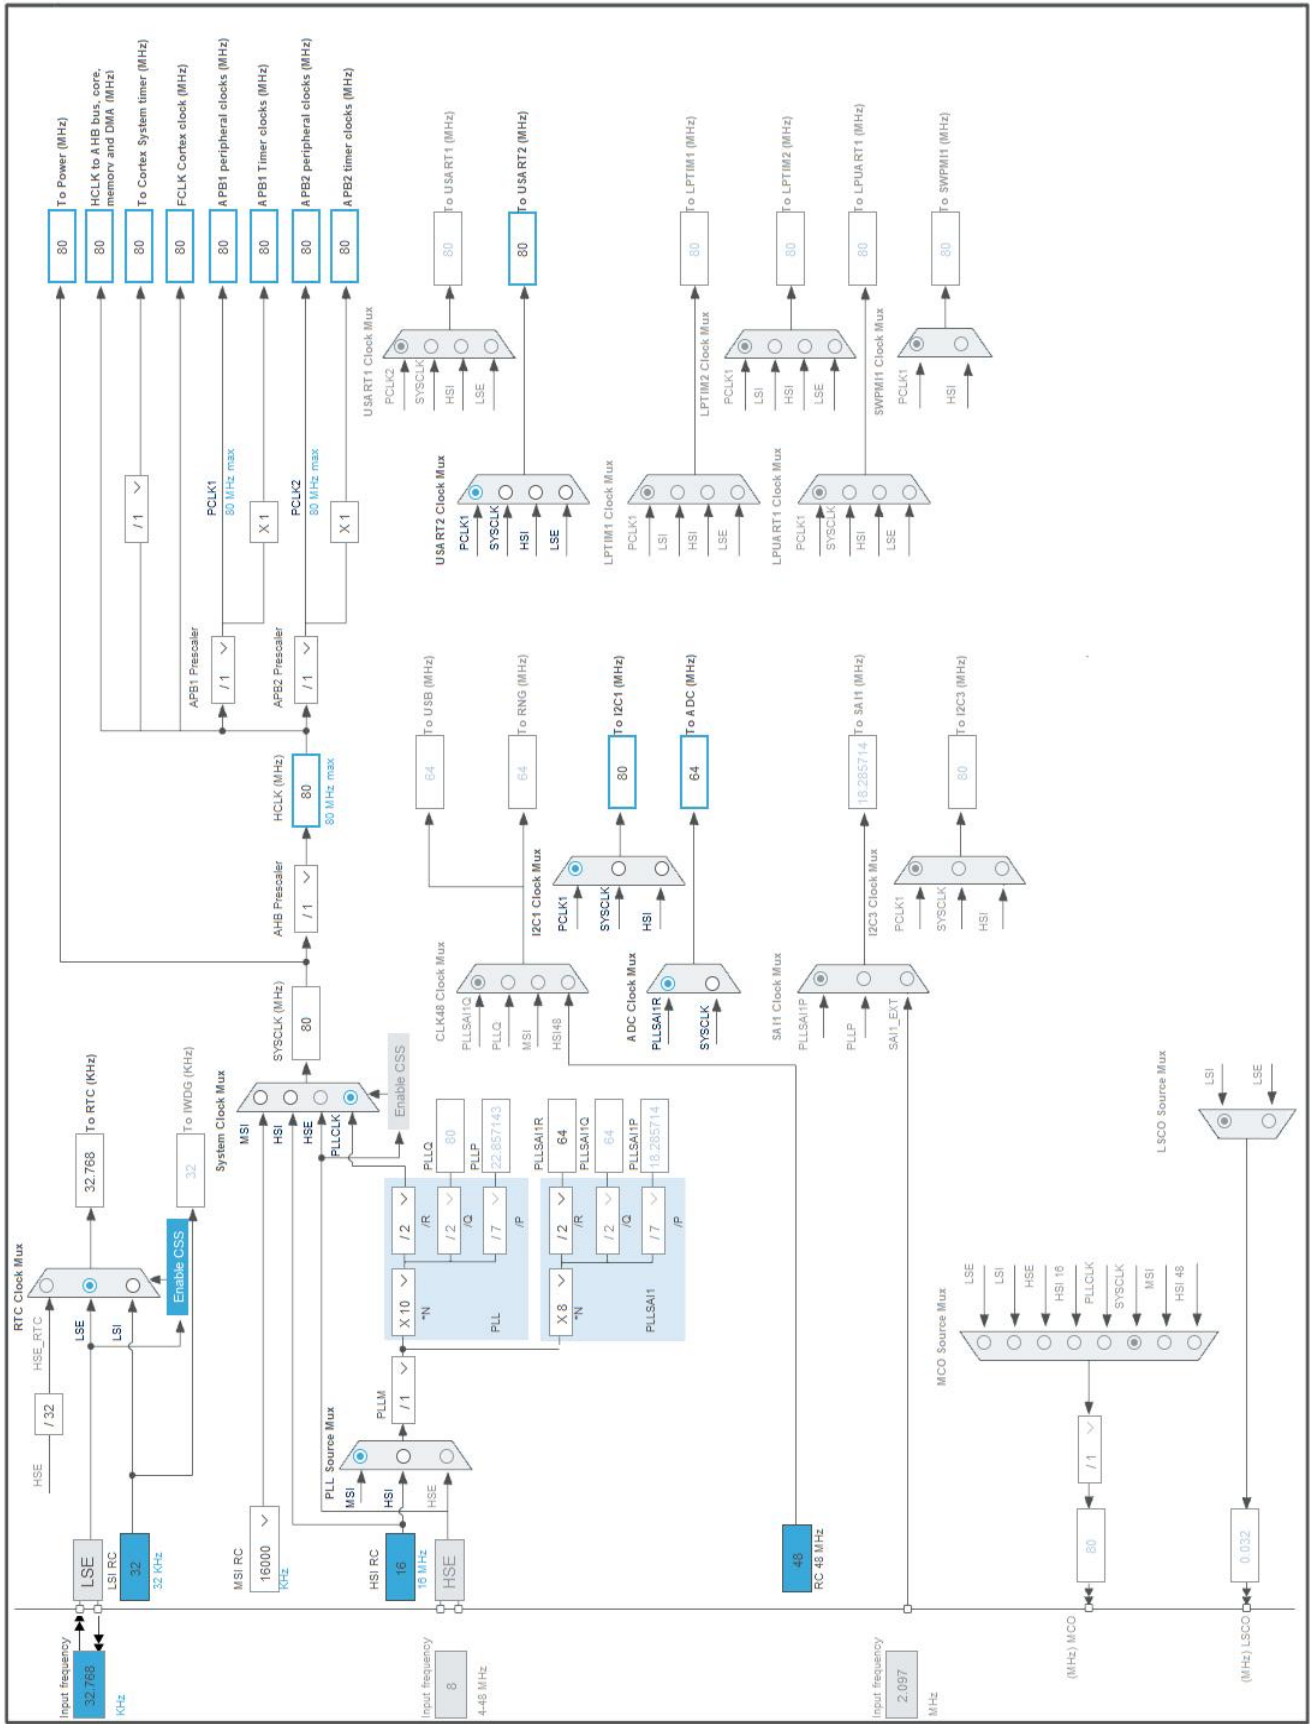 Input frequency
32.768
KHz
LSE
LSI RC
32
32 KHz
HSE
/ 32
HSE_RTC
LSE
LSI
RTC Clock Mux
Enable CSS
32.768
To RTC (KHz)
32
To IWDG (KHz)
MSI RC
16000
KHz
HSI RC
16
16 MHz
Input frequency
8
4-48 MHz
HSE
PLL Source Mux
MSI
HSI
HSE
PLLM
/ 1
X 10
*N
PLL
/ 2
/R
/ 2
/Q
/ 7
/P
PLLQ
80
PLLP
22.857143
X 8
*N
PLLSAI1
/ 2
/R
/ 2
/Q
/ 7
/P
PLLSAI1R
64
PLLSAI1Q
64
PLLSAI1P
18.285714
System Clock Mux
MSI
HSI
HSE
PLLCLK
Enable CSS
SYSCLK (MHz)
80
AHB Prescaler
/ 1
HCLK (MHz)
80
80 MHz max
APB1 Prescaler
/ 1
APB2 Prescaler
/ 1
/ 1
PCLK1
80 MHz max
X 1
PCLK2
80 MHz max
X 1
80
To Power (MHz)
80
HCLK to AHB bus, core,
memory and DMA (MHz)
80
To Cortex System timer (MHz)
80
FCLK Cortex clock (MHz)
80
APB1 peripheral clocks (MHz)
80
APB1 Timer clocks (MHz)
80
APB2 peripheral clocks (MHz)
80
APB2 timer clocks (MHz)
USART1 Clock Mux
PCLK2
SYSCLK
HSI
LSE
80
To USART1 (MHz)
USART2 Clock Mux
PCLK1
SYSCLK
HSI
LSE
80
To USART2 (MHz)
LPTIM1 Clock Mux
PCLK1
LSI
HSI
LSE
80
To LPTIM1 (MHz)
LPTIM2 Clock Mux
PCLK1
LSI
HSI
LSE
80
To LPTIM2 (MHz)
LPUART1 Clock Mux
PCLK1
SYSCLK
HSI
LSE
80
To LPUART1 (MHz)
SWPMI1 Clock Mux
PCLK1
HSI
80
To SWPMI1 (MHz)
CLK48 Clock Mux
PLLSAI1Q
PLLQ
MSI
HSI48
64
To USB (MHz)
64
To RNG (MHz)
I2C1 Clock Mux
PCLK1
SYSCLK
HSI
80
To I2C1 (MHz)
ADC Clock Mux
PLLSAI1R
SYSCLK
64
To ADC (MHz)
SAI1 Clock Mux
PLLSAI1P
PLLP
SAI1_EXT
18.285714
To SAI1 (MHz)
I2C3 Clock Mux
PCLK1
SYSCLK
HSI
80
To I2C3 (MHz)
48
RC 48 MHz
Input frequency
2.097
MHz
MCO Source Mux
LSE
LSI
HSE
HSI 16
PLLCLK
SYSCLK
MSI
HSI 48
/ 1
80
(MHz) MCO
LSCO Source Mux
LSI
LSE
0.032
(MHz) LSCO